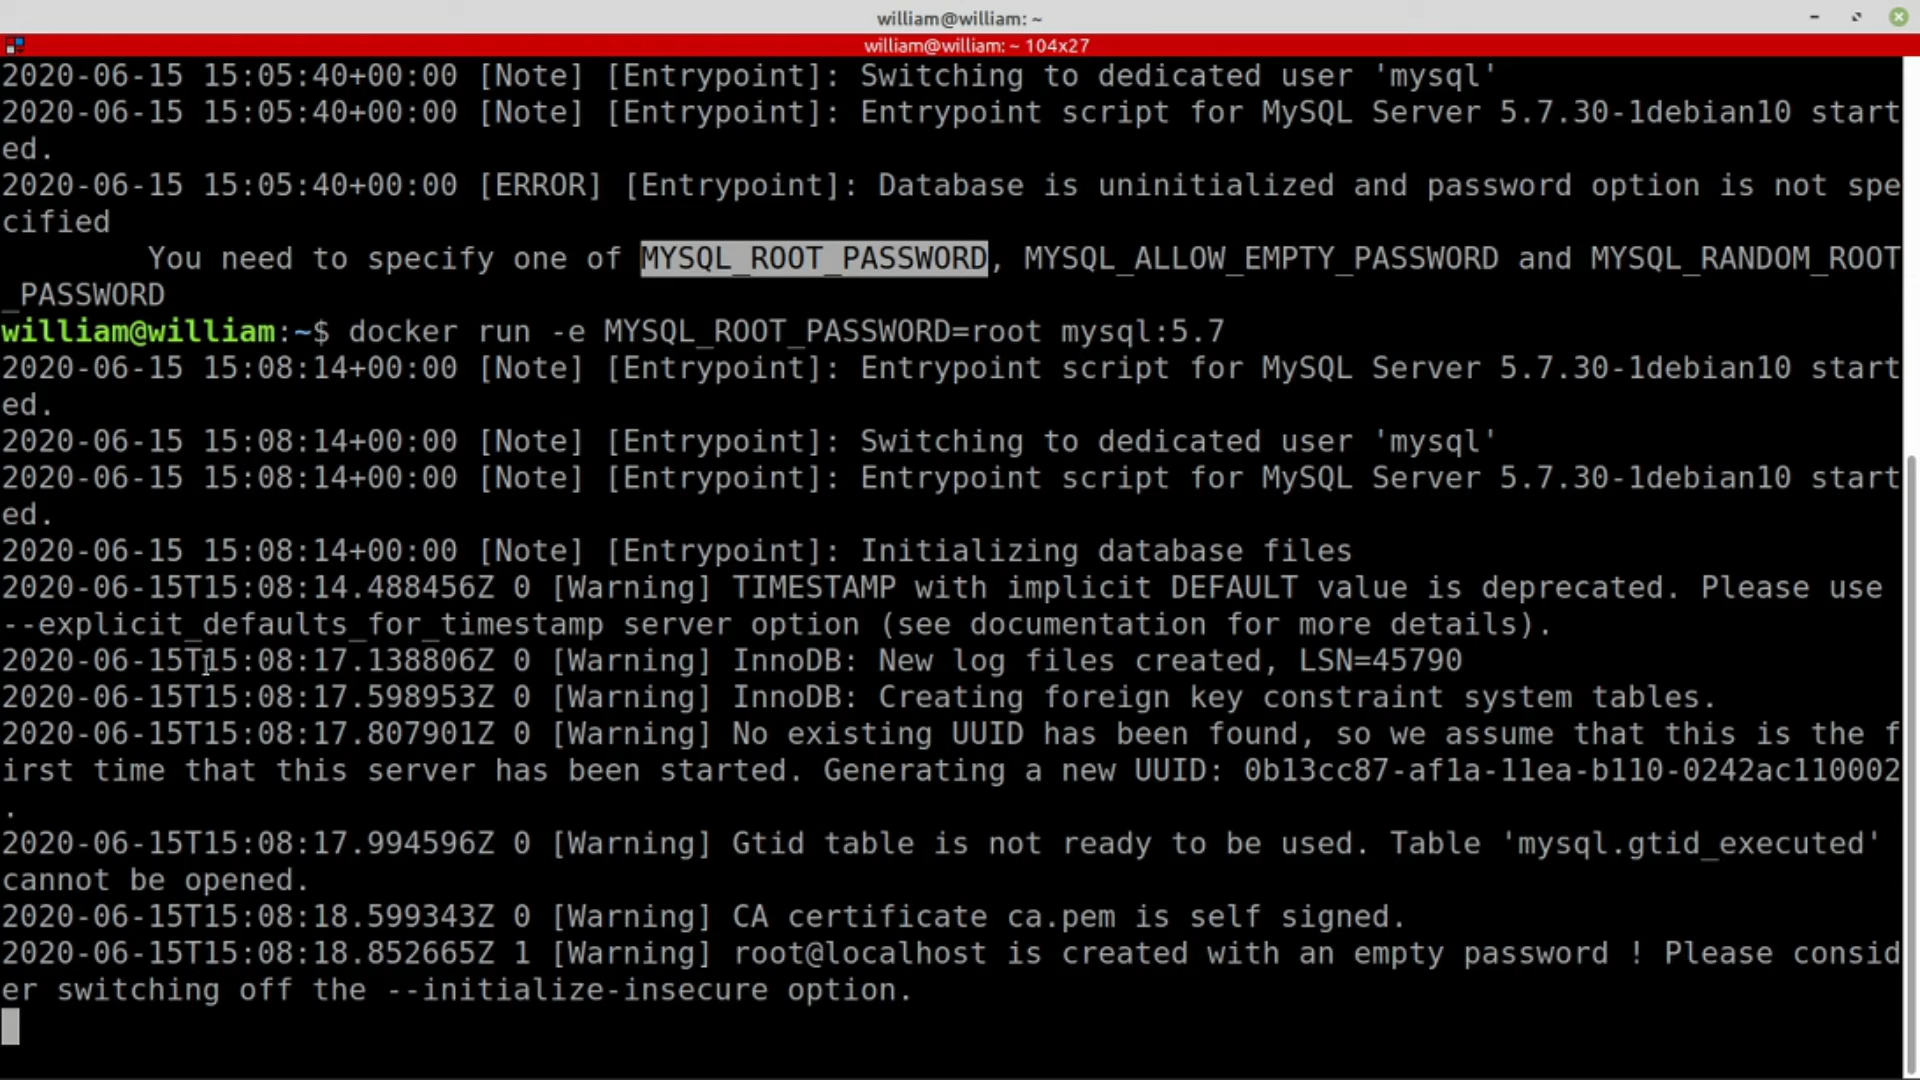 william@william: ~
william@william: ~ 104x27
2020-06-15 15:05:40+00:00 [Note] [Entrypoint]: Switching to dedicated user 'mysql'
2020-06-15 15:05:40+00:00 [Note] [Entrypoint]: Entrypoint script for MySQL Server 5.7.30-1debian10 start
ed.
2020-06-15 15:05:40+00:00 [ERROR] [Entrypoint]: Database is uninitialized and password option is not spe
cified
You need to specify one of MYSQL_ROOT_PASSWORD, MYSQL_ALLOW_EMPTY_PASSWORD and MYSQL_RANDOM_ROOT
_PASSWORD
william@william:~$ docker run -e MYSQL_ROOT_PASSWORD=root mysql:5.7
2020-06-15 15:08:14+00:00 [Note] [Entrypoint]: Entrypoint script for MySQL Server 5.7.30-1debian10 start
ed.
2020-06-15 15:08:14+00:00 [Note] [Entrypoint]: Switching to dedicated user 'mysql'
2020-06-15 15:08:14+00:00 [Note] [Entrypoint]: Entrypoint script for MySQL Server 5.7.30-1debian10 start
ed.
2020-06-15 15:08:14+00:00 [Note] [Entrypoint]: Initializing database files
2020-06-15T15:08:14.488456Z 0 [Warning] TIMESTAMP with implicit DEFAULT value is deprecated. Please use
--explicit_defaults_for_timestamp server option (see documentation for more details).
2020-06-15T15:08:17.138806Z 0 [Warning] InnoDB: New log files created, LSN=45790
2020-06-15T15:08:17.598953Z 0 [Warning] InnoDB: Creating foreign key constraint system tables.
2020-06-15T15:08:17.807901Z 0 [Warning] No existing UUID has been found, so we assume that this is the f
irst time that this server has been started. Generating a new UUID: 0b13cc87-af1a-11ea-b110-0242ac110002
.
2020-06-15T15:08:17.994596Z 0 [Warning] Gtid table is not ready to be used. Table 'mysql.gtid_executed'
cannot be opened.
2020-06-15T15:08:18.599343Z 0 [Warning] CA certificate ca.pem is self signed.
2020-06-15T15:08:18.852665Z 1 [Warning] root@localhost is created with an empty password ! Please consid
er switching off the --initialize-insecure option.